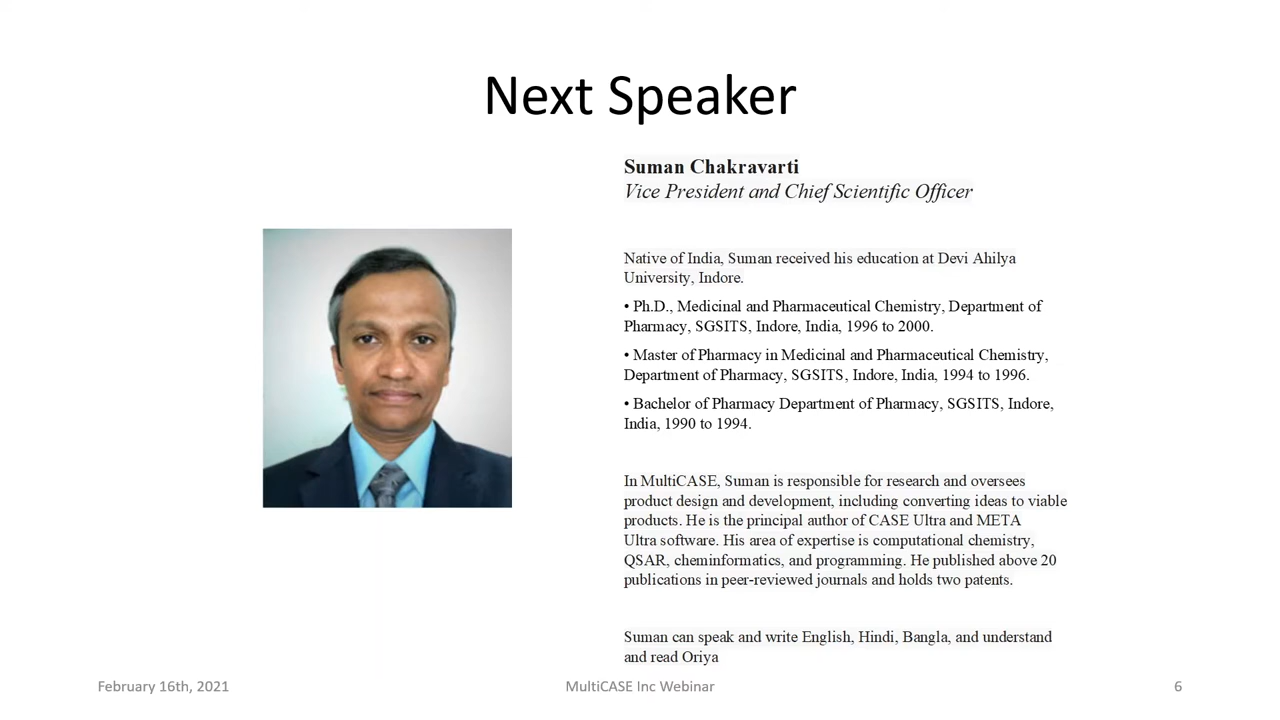 Next Speaker
Suman Chakravarti
Vice President and Chief Scientific Officer
Native of India, Suman received his education at Devi Ahilya
University, Indore.
• Ph.D., Medicinal and Pharmaceutical Chemistry, Department of
Pharmacy, SGSITS, Indore, India, 1996 to 2000.
• Master of Pharmacy in Medicinal and Pharmaceutical Chemistry,
Department of Pharmacy, SGSITS, Indore, India, 1994 to 1996.
• Bachelor of Pharmacy Department of Pharmacy, SGSITS, Indore,
India, 1990 to 1994.
In MultiCASE, Suman is responsible for research and oversees
product design and development, including converting ideas to viable
products. He is the principal author of CASE Ultra and META
Ultra software. His area of expertise is computational chemistry,
QSAR, cheminformatics, and programming. He published above 20
publications in peer-reviewed journals and holds two patents.
Suman can speak and write English, Hindi, Bangla, and understand
and read Oriya
February 16th, 2021
MultiCASE Inc Webinar
6